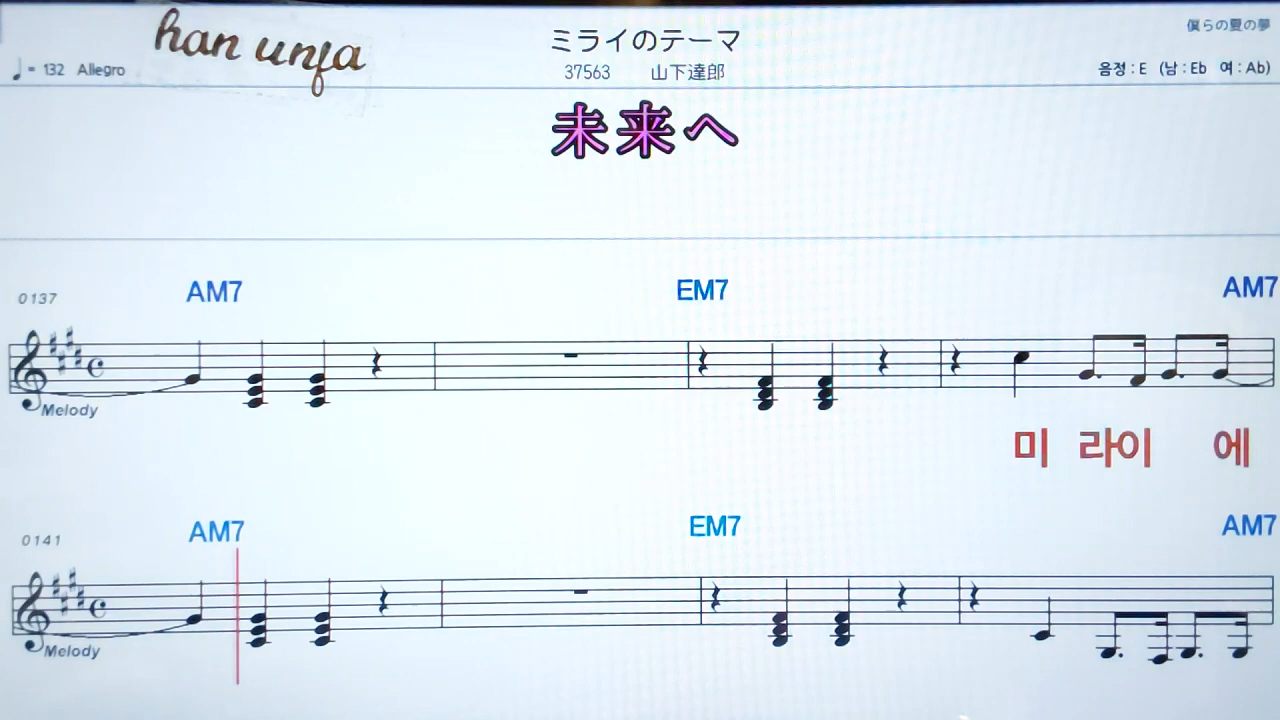 han unfa
ミライのテーマ
僕らの夏の夢
♩= 132 Allegro
37563 山下達郎
음정 : E (남 : Eb 여 : Ab)
未来へ
0137 AM7 EM7 AM7
Melody
미 라이 에
0141 AM7 EM7 AM7
Melody